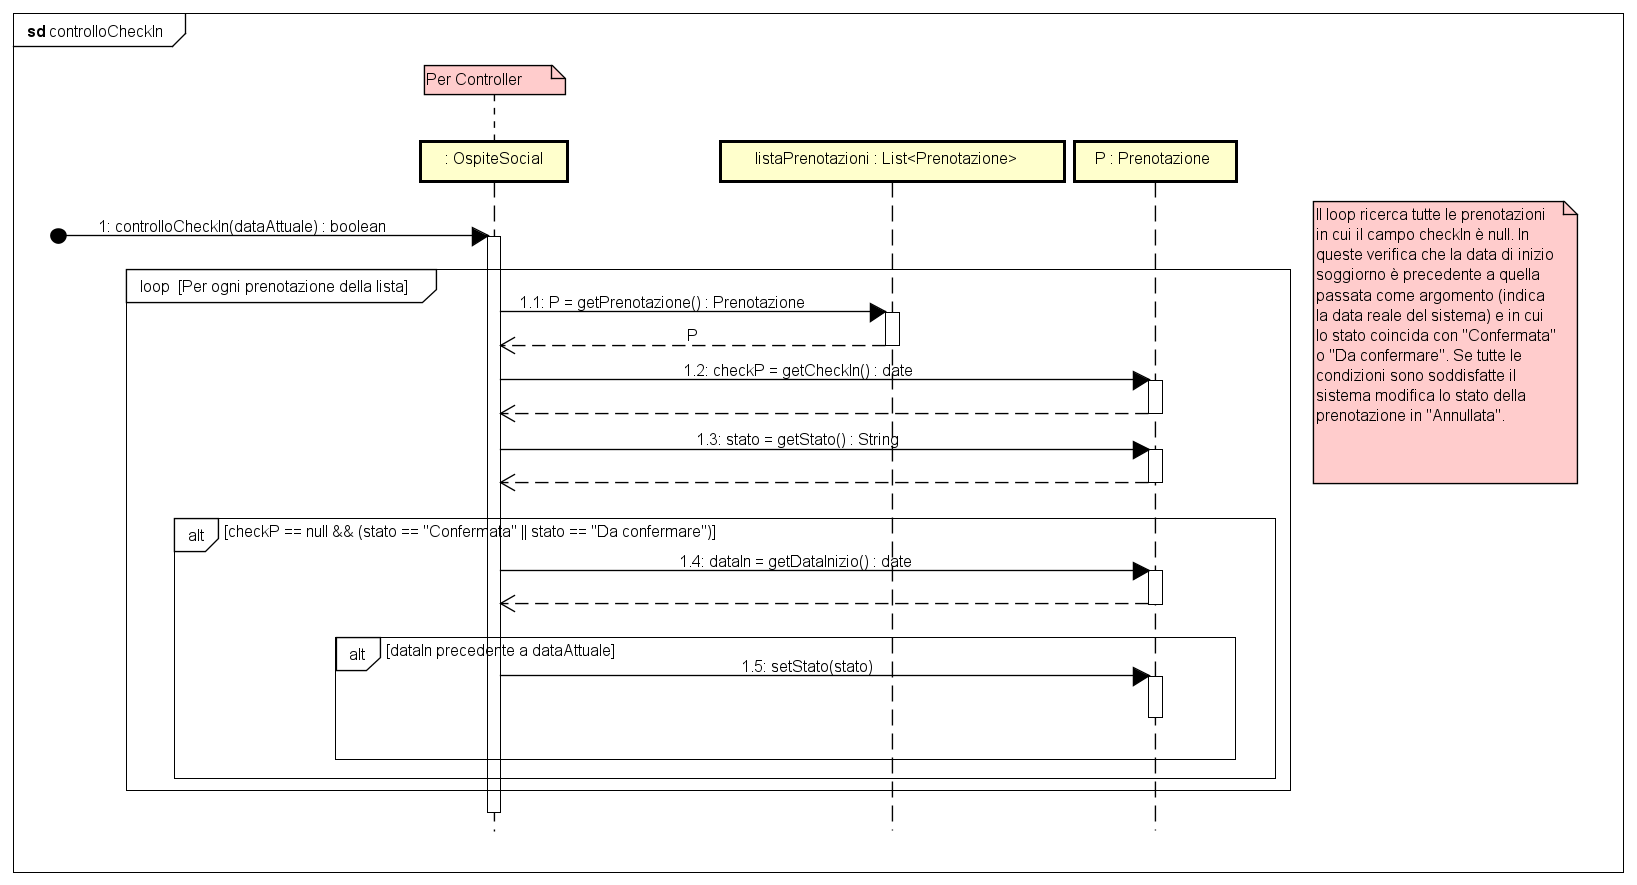 sd controlloCheckIn
Per Controller
: OspiteSocial
listaPrenotazioni : List<Prenotazione>
P : Prenotazione
1: controlloCheckIn(dataAttuale) : boolean
Il loop ricerca tutte le prenotazioni
in cui il campo checkIn è null. In
queste verifica che la data di inizio
soggiorno è precedente a quella
passata come argomento (indica
la data reale del sistema) e in cui
lo stato coincida con "Confermata"
o "Da confermare". Se tutte le
condizioni sono soddisfatte il
sistema modifica lo stato della
prenotazione in "Annullata".
loop [Per ogni prenotazione della lista]
1.1: P = getPrenotazione() : Prenotazione
P
1.2: checkP = getCheckIn() : date
1.3: stato = getStato() : String
alt [checkP == null && (stato == "Confermata" || stato == "Da confermare")]
1.4: dataIn = getDataInizio() : date
alt [dataIn precedente a dataAttuale]
1.5: setStato(stato)